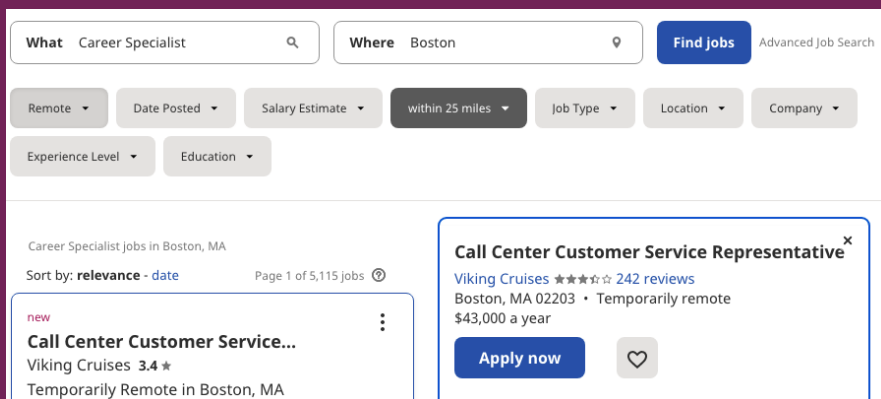 What Career Specialist Where Boston Find jobs Advanced Job Search
Remote Date Posted Salary Estimate within 25 miles Job Type Location Company
Experience Level Education
Career Specialist jobs in Boston, MA
Sort by: relevance - date Page 1 of 5,115 jobs ?
new
Call Center Customer Service...
Viking Cruises 3.4 ★
Temporarily Remote in Boston, MA
×
Call Center Customer Service Representative
Viking Cruises 242 reviews
Boston, MA 02203 • Temporarily remote
$43,000 a year
Apply now